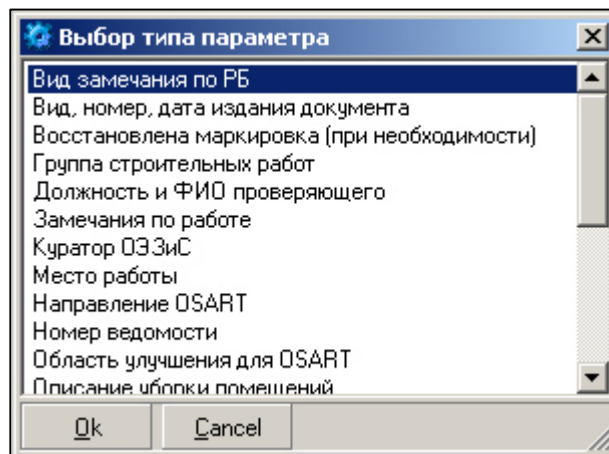 Выбор типа параметра
Вид замечания по РБ
Вид, номер, дата издания документа
Восстановлена маркировка (при необходимости)
Группа строительных работ
Должность и ФИО проверяющего
Замечания по работе
Куратор ОЭЗиС
Место работы
Направление OSART
Номер ведомости
Область улучшения для OSART
Описание уборки помещений
Ok Cancel